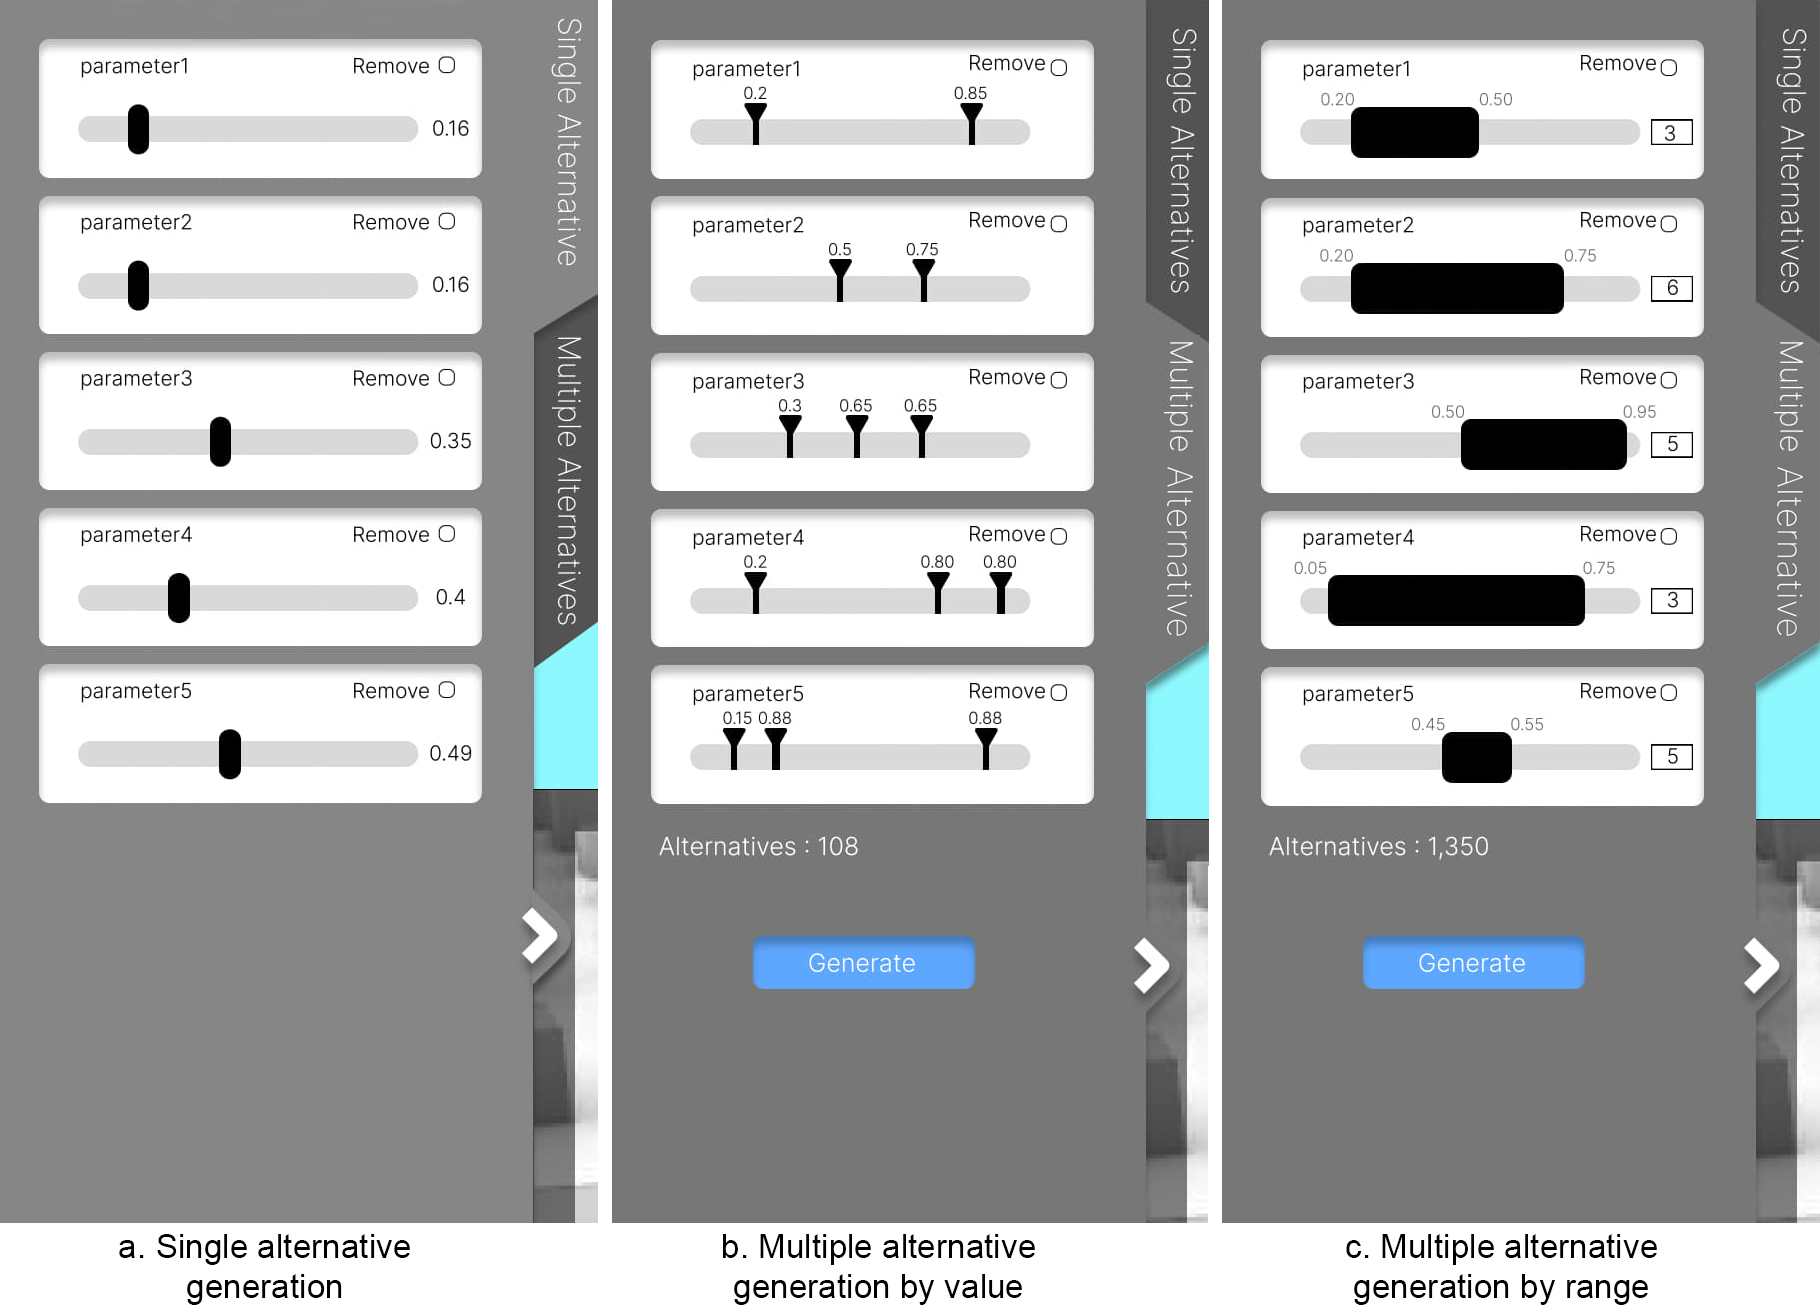 parameter1 Remove
0.16
parameter2 Remove
0.16
parameter3 Remove
0.35
parameter4 Remove
0.4
parameter5 Remove
0.49
Single Alternative
Multiple Alternatives
a. Single alternative
generation
parameter1 Remove
0.2 0.85
parameter2 Remove
0.5 0.75
parameter3 Remove
0.3 0.65 0.65
parameter4 Remove
0.2 0.80 0.80
parameter5 Remove
0.15 0.88 0.88
Alternatives : 108
Generate
Single Alternatives
Multiple Alternative
b. Multiple alternative
generation by value
parameter1 Remove
0.20 0.50
3
parameter2 Remove
0.20 0.75
6
parameter3 Remove
0.50 0.95
5
parameter4 Remove
0.05 0.75
3
parameter5 Remove
0.45 0.55
5
Alternatives : 1,350
Generate
Single Alternatives
Multiple Alternative
c. Multiple alternative
generation by range